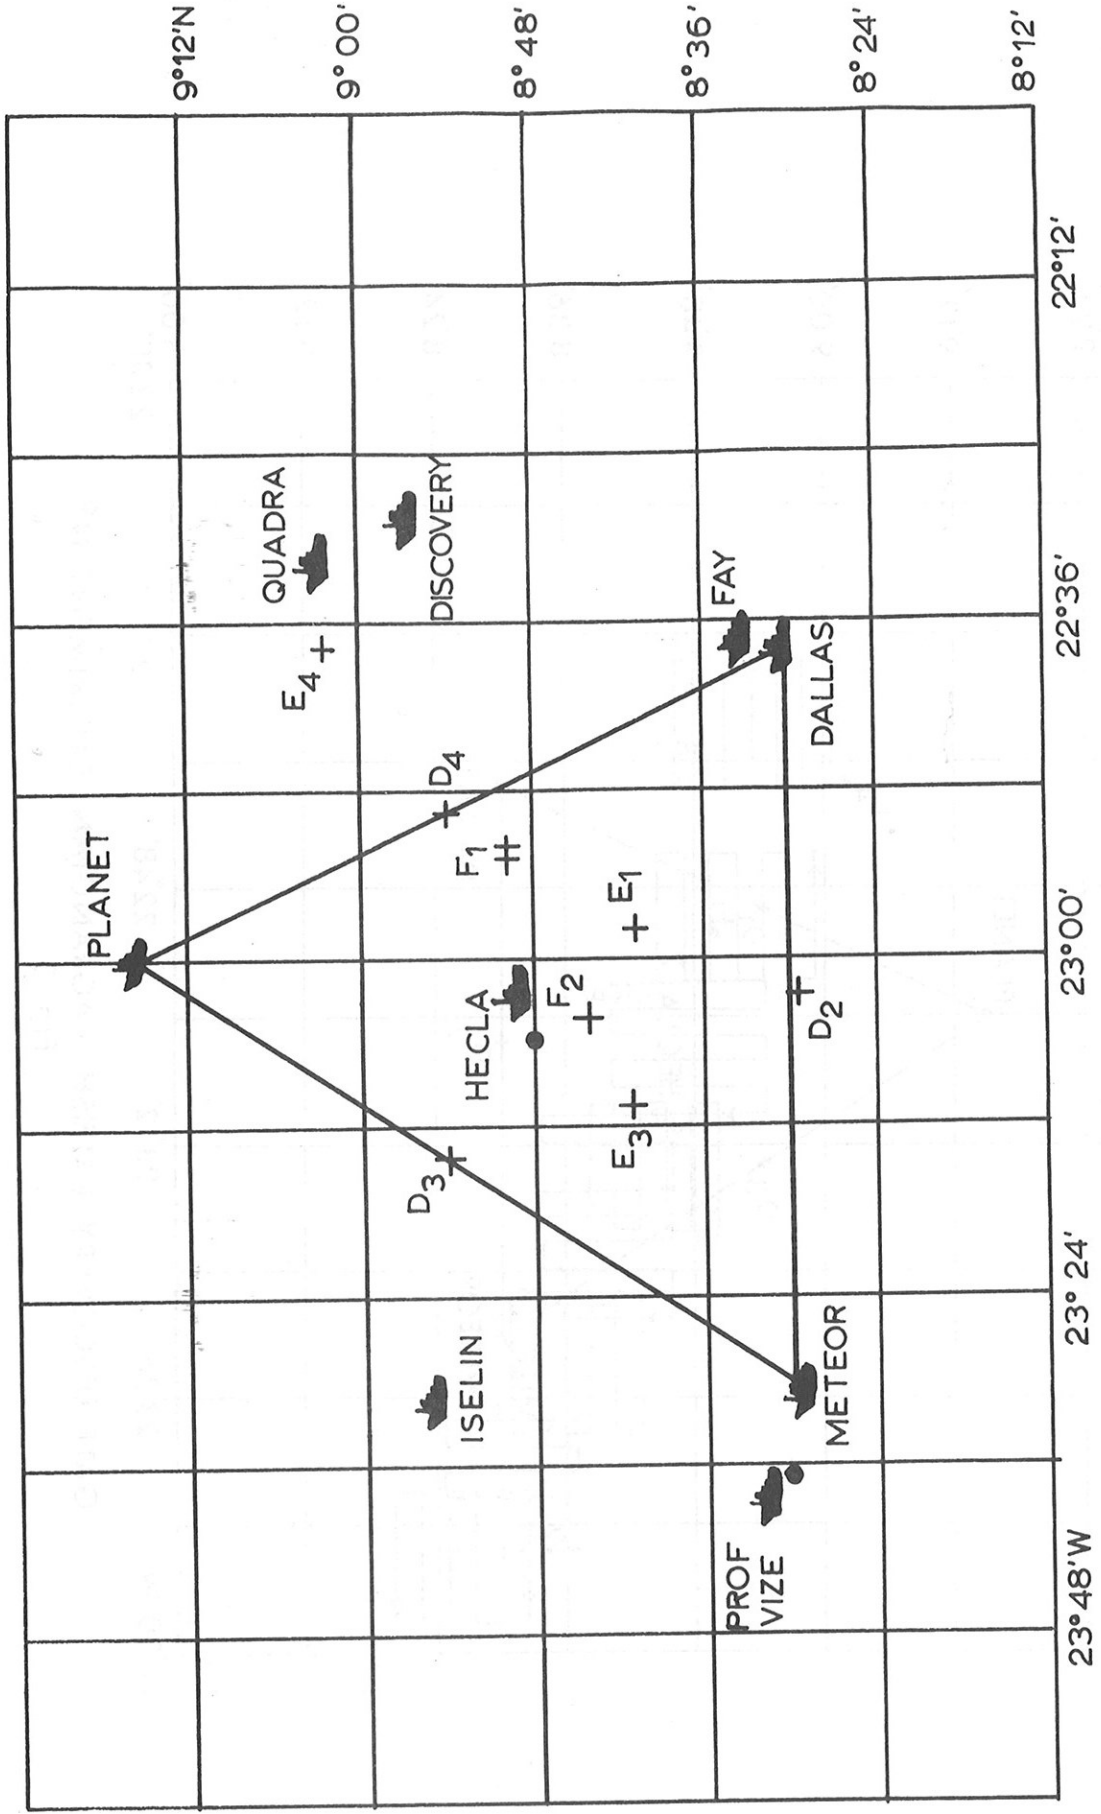 PLANET
QUADRA
E4
DISCOVERY
ISELIN
D3
HECLA
F1
D4
F2
E3
E1
FAY
PROF
VIZE
METEOR
D2
DALLAS
9°12'N
9°00'
8°48'
8°36'
8°24'
8°12'
23°48'W
23°24'
23°00'
22°36'
22°12'